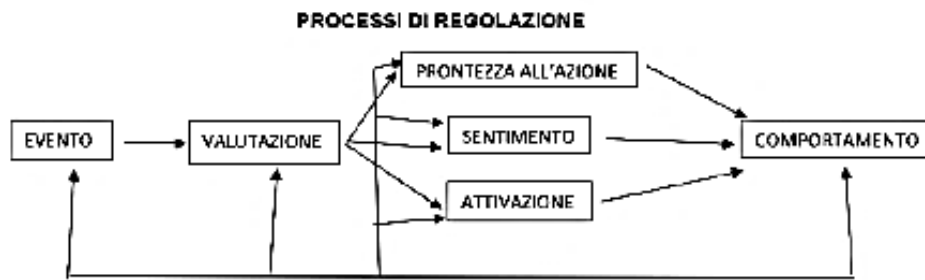 PROCESSI DI REGOLAZIONE
PRONTEZZA ALL'AZIONE
EVENTO
VALUTAZIONE
SENTIMENTO
COMPORTAMENTO
ATTIVAZIONE